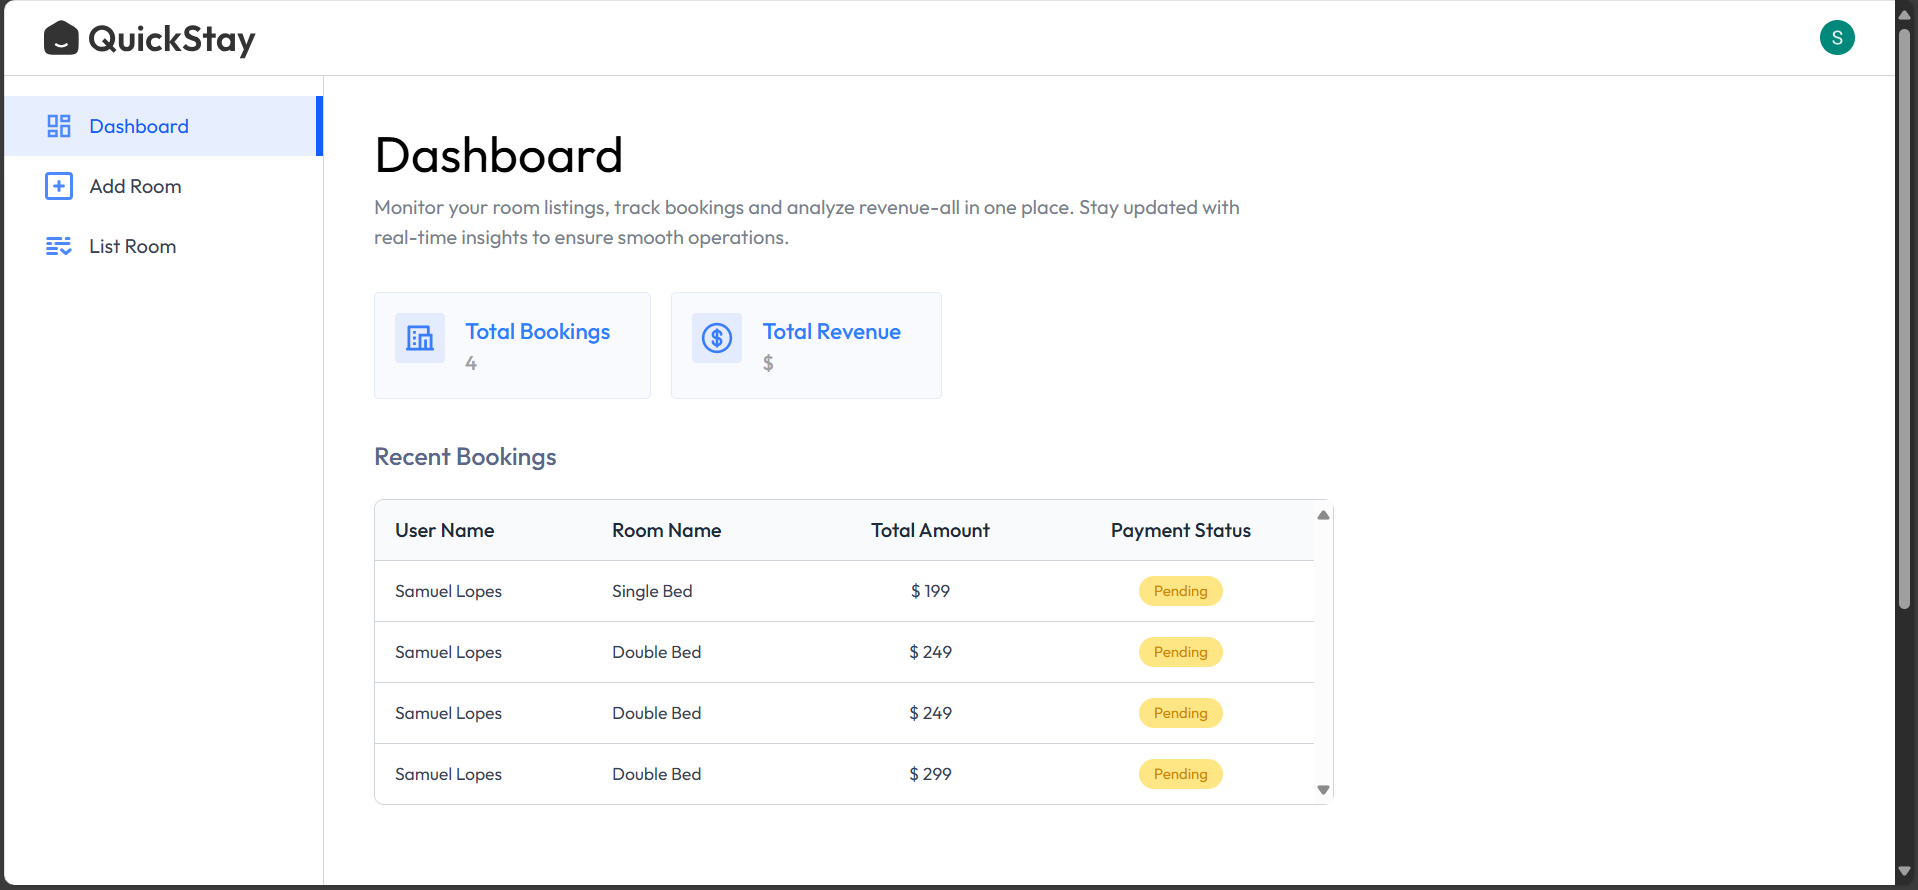 QuickStay
S
Dashboard
Add Room
List Room
Dashboard
Monitor your room listings, track bookings and analyze revenue-all in one place. Stay updated with
real-time insights to ensure smooth operations.
Total Bookings
4
Total Revenue
$
Recent Bookings
User Name Room Name Total Amount Payment Status
Samuel Lopes Single Bed $ 199 Pending
Samuel Lopes Double Bed $ 249 Pending
Samuel Lopes Double Bed $ 249 Pending
Samuel Lopes Double Bed $ 299 Pending